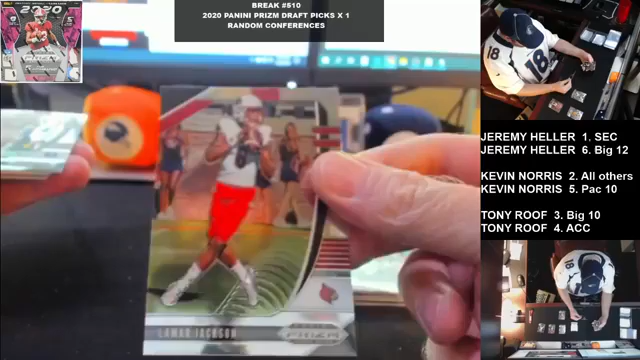 BREAK #510
2020 PANINI PRIZM DRAFT PICKS X 1
RANDOM CONFERENCES
2020
18
8
JEREMY HELLER 1. SEC
JEREMY HELLER 6. Big 12
KEVIN NORRIS 2. All others
KEVIN NORRIS 5. Pac 10
TONY ROOF 3. Big 10
TONY ROOF 4. ACC
LAMAR JACKSON
PRIZM